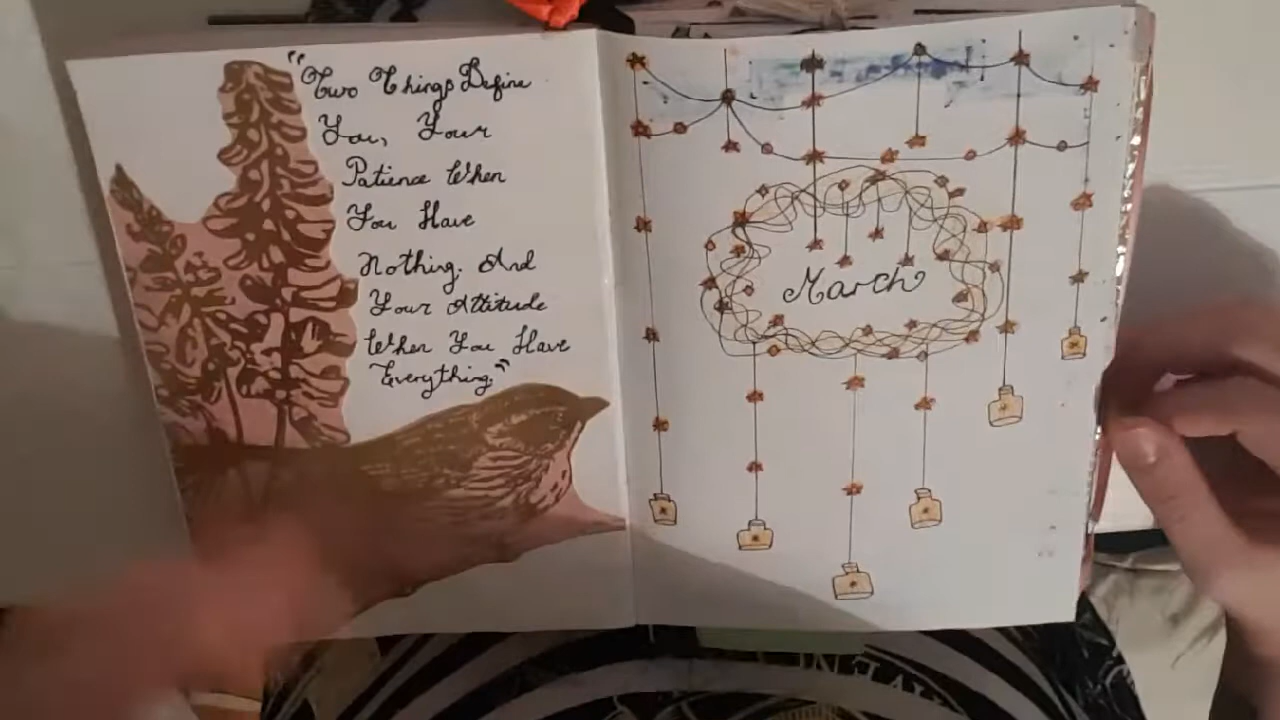 "Two Things Define
You, Your
Patience When
You Have
Nothing. And
Your Attitude
When You Have
Everything."
March